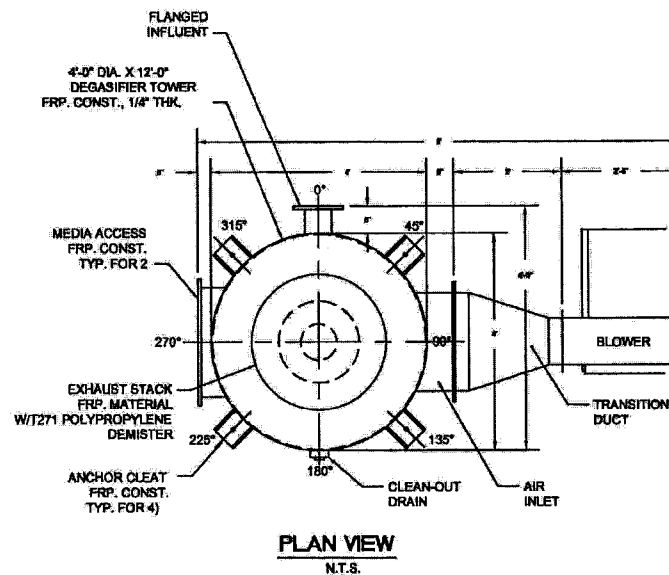 FLANGED
INFLUENT
4'-0" DIA. X 12'-0"
DEGASIFIER TOWER
FRP. CONST., 1/4" THK.
0°
315°
45°
MEDIA ACCESS
FRP. CONST.
TYP. FOR 2
270°
90°
BLOWER
EXHAUST STACK
FRP. MATERIAL
W/T271 POLYPROPYLENE
DEMISTER
TRANSITION
DUCT
225°
135°
180°
ANCHOR CLEAT
FRP. CONST.
TYP. FOR 4)
CLEAN-OUT
DRAIN
AIR
INLET
PLAN VIEW
N.T.S.